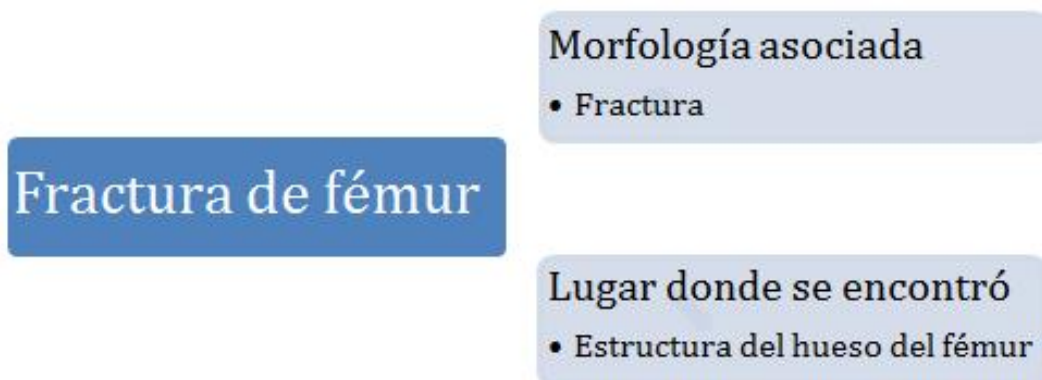 Fractura de fémur
Morfología asociada
• Fractura
Lugar donde se encontró
• Estructura del hueso del fémur